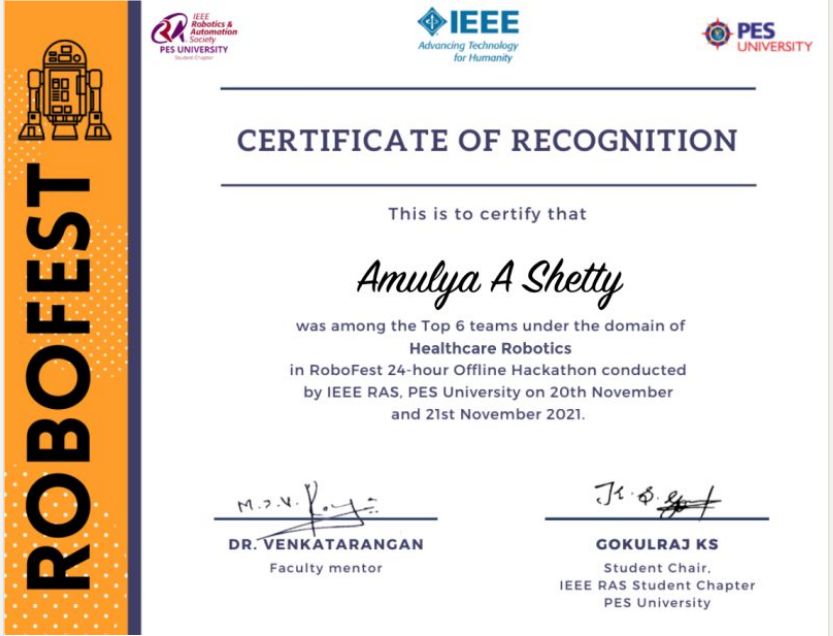 ROBOFEST
IEEE
Robotics &
Automation
Society
PES UNIVERSITY
Student Chapter
IEEE
Advancing Technology
for Humanity
PES
UNIVERSITY
CERTIFICATE OF RECOGNITION
This is to certify that
Amulya A Shetty
was among the Top 6 teams under the domain of
Healthcare Robotics
in RoboFest 24-hour Offline Hackathon conducted
by IEEE RAS, PES University on 20th November
and 21st November 2021.
DR. VENKATARANGAN
Faculty mentor
GOKULRAJ KS
Student Chair,
IEEE RAS Student Chapter
PES University